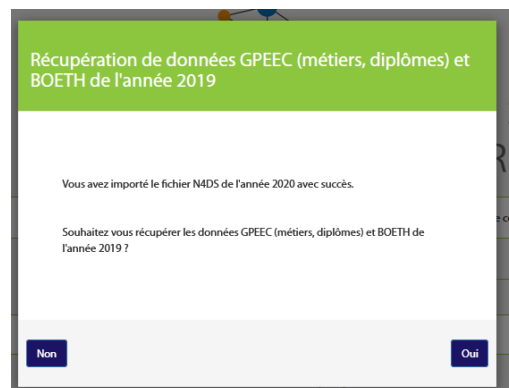 Récupération de données GPEEC (métiers, diplômes) et
BOETH de l'année 2019
Vous avez importé le fichier N4DS de l'année 2020 avec succès.
Souhaitez vous récupérer les données GPEEC (métiers, diplômes) et BOETH de
l'année 2019 ?
Non
Oui